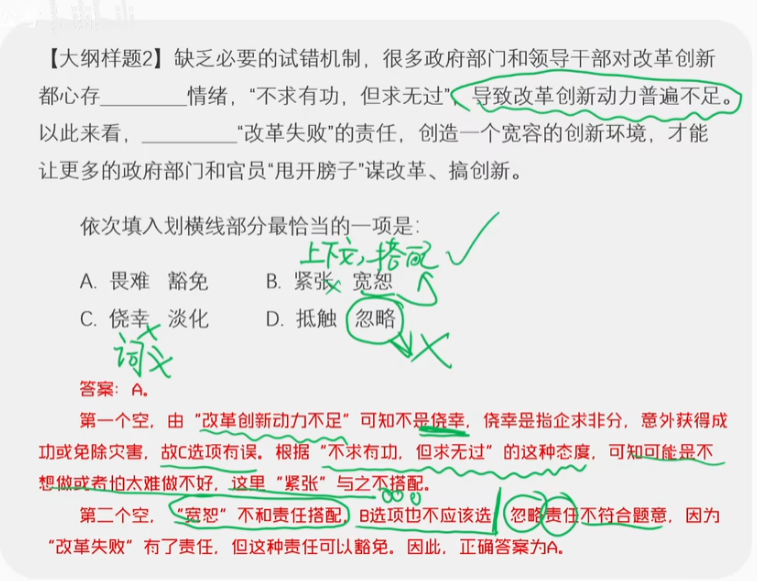 【大纲样题2】缺乏必要的试错机制，很多政府部门和领导干部对改革创新
都心存________情绪，“不求有功，但求无过”，导致改革创新动力普遍不足。
以此来看，_________“改革失败”的责任，创造一个宽容的创新环境，才能
让更多的政府部门和官员“甩开膀子”谋改革、搞创新。
依次填入划横线部分最恰当的一项是：
上下文，搭配
A. 畏难 豁免 B. 紧张 宽恕
C. 侥幸 淡化 D. 抵触 忽略
词义
答案：A。
第一个空，由“改革创新动力不足”可知不是侥幸，侥幸是指企求非分，意外获得成
功或免除灾害，故C选项有误。根据“不求有功，但求无过”的这种态度，可知可能是不
想做或者怕太难做不好，这里“紧张”与之不搭配。
第二个空，“宽恕”不和责任搭配，B选项也不应该选，忽略责任不符合题意，因为
“改革失败”有了责任，但这种责任可以豁免。因此，正确答案为A。